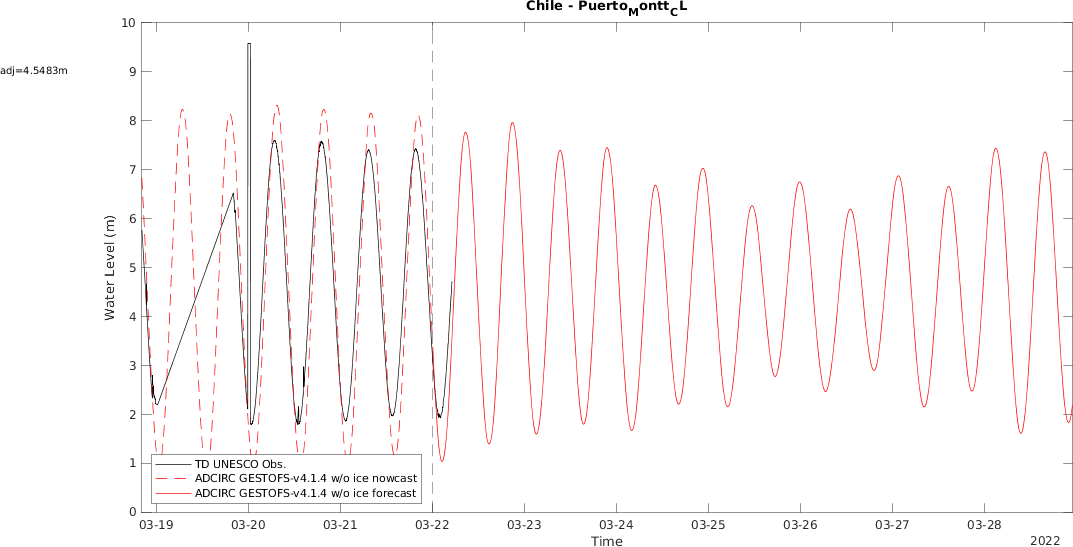 Chile - Puerto_Montt_CL
adj=4.5483m
10
9
8
7
6
5
4
3
2
1
0
Water Level (m)
TD UNESCO Obs.
ADCIRC GESTOFS-v4.1.4 w/o ice nowcast
ADCIRC GESTOFS-v4.1.4 w/o ice forecast
03-19 03-20 03-21 03-22 03-23 03-24 03-25 03-26 03-27 03-28
Time
2022